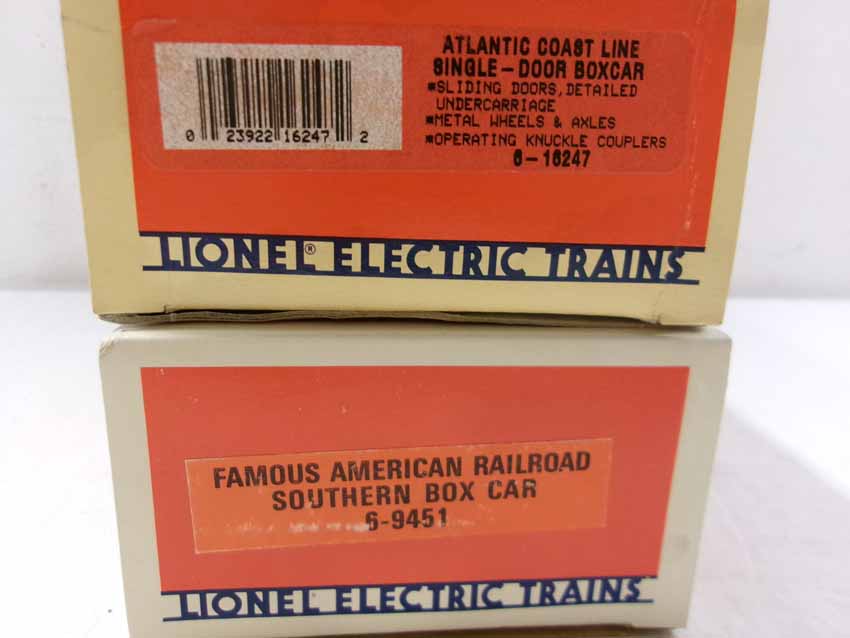 ATLANTIC COAST LINE
SINGLE-DOOR BOXCAR
*SLIDING DOORS, DETAILED
UNDERCARRIAGE
*METAL WHEELS & AXLES
*OPERATING KNUCKLE COUPLERS
6-16247
0 23922 16247 2
LIONEL® ELECTRIC TRAINS
FAMOUS AMERICAN RAILROAD
SOUTHERN BOX CAR
6-9451
LIONEL ELECTRIC TRAINS